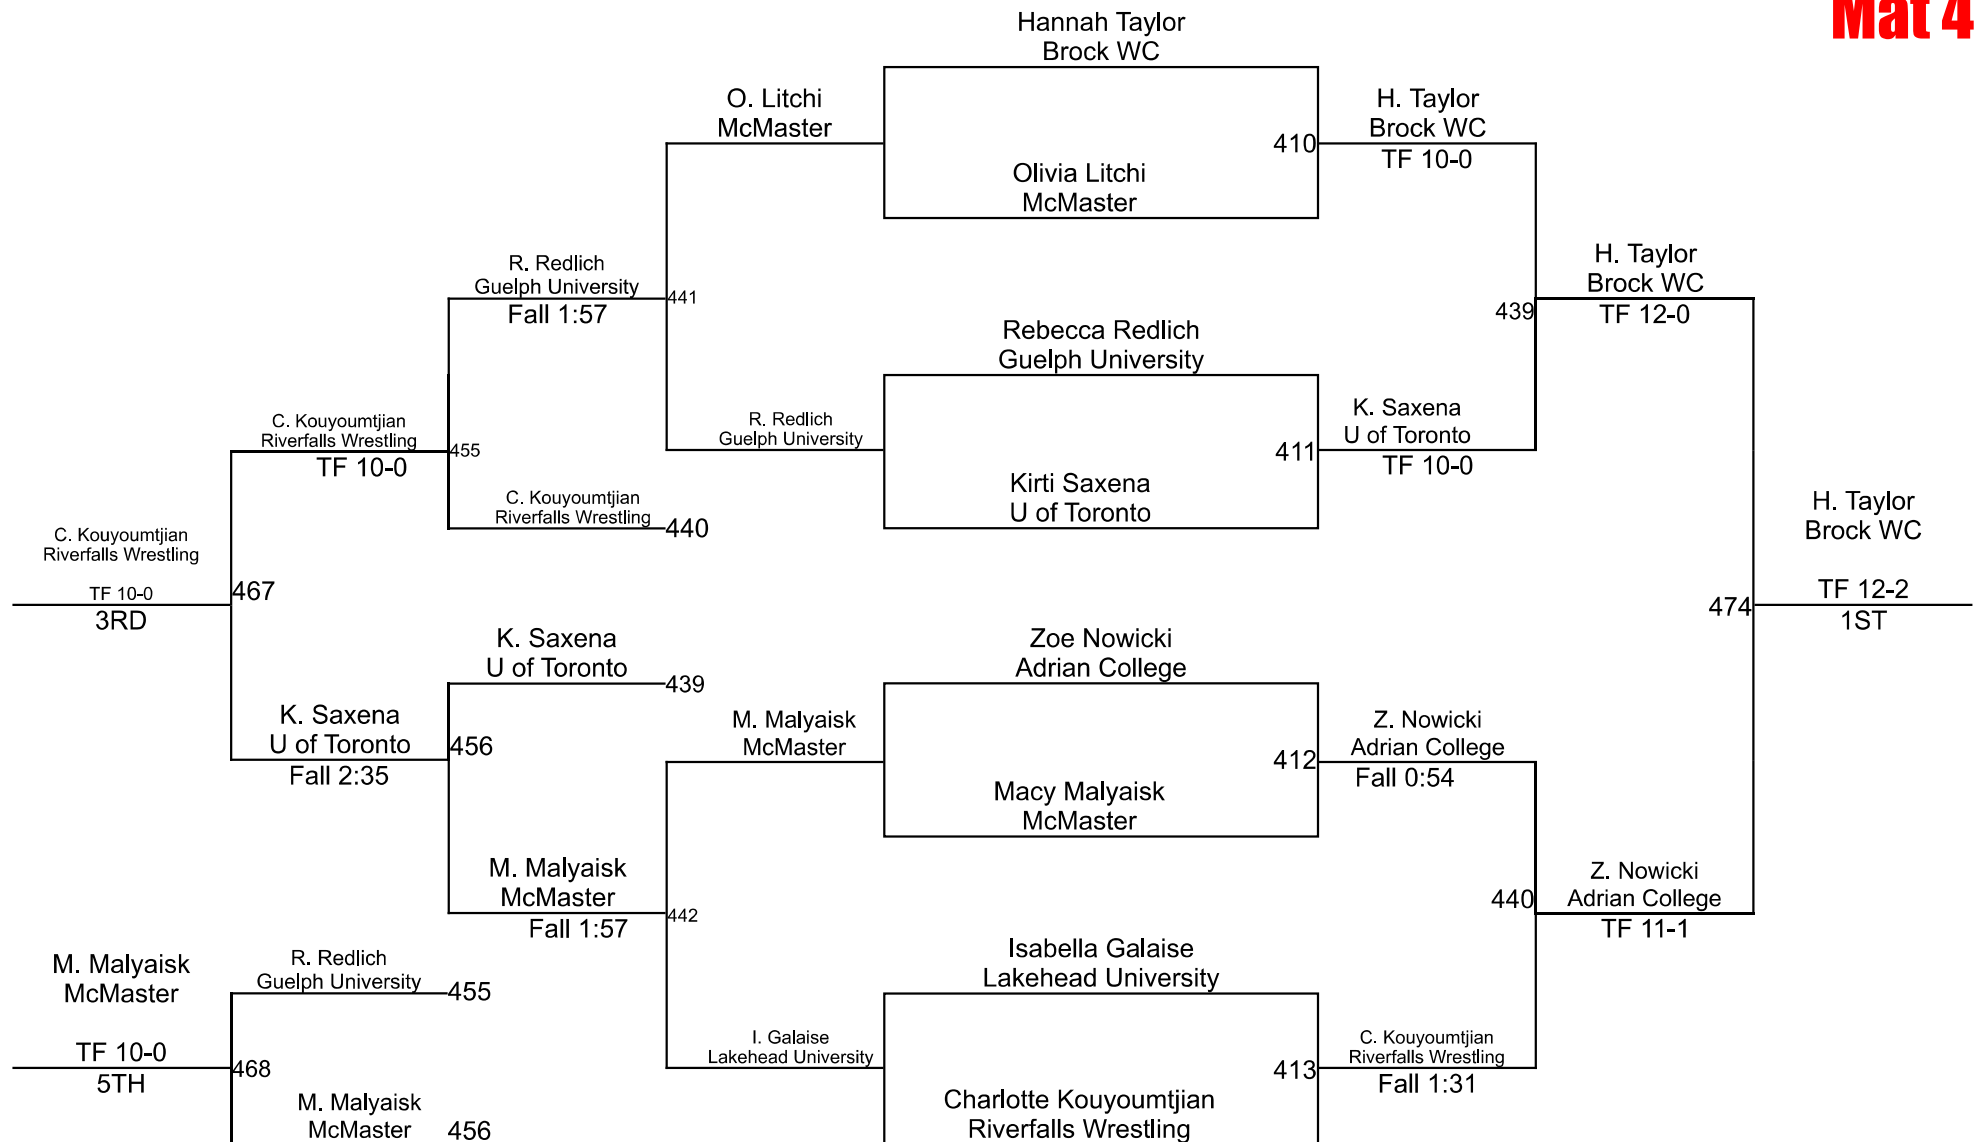 Mat 4
Hannah Taylor
Brock WC
O. Litchi
McMaster
H. Taylor
Brock WC
410
TF 10-0
Olivia Litchi
McMaster
R. Redlich
Guelph University
441
Fall 1:57
H. Taylor
Brock WC
439
TF 12-0
Rebecca Redlich
Guelph University
C. Kouyoumtjian
Riverfalls Wrestling
455
TF 10-0
R. Redlich
Guelph University
K. Saxena
U of Toronto
411
TF 10-0
Kirti Saxena
U of Toronto
C. Kouyoumtjian
Riverfalls Wrestling
440
H. Taylor
Brock WC
C. Kouyoumtjian
Riverfalls Wrestling
467
TF 10-0
3RD
474
TF 12-2
1ST
K. Saxena
U of Toronto
439
Zoe Nowicki
Adrian College
K. Saxena
U of Toronto
456
Fall 2:35
M. Malyaisk
McMaster
Z. Nowicki
Adrian College
412
Fall 0:54
Macy Malyaisk
McMaster
M. Malyaisk
McMaster
442
Fall 1:57
Z. Nowicki
Adrian College
440
TF 11-1
Isabella Galaise
Lakehead University
M. Malyaisk
McMaster
R. Redlich
Guelph University
455
TF 10-0
468
5TH
I. Galaise
Lakehead University
C. Kouyoumtjian
Riverfalls Wrestling
413
Fall 1:31
M. Malyaisk
McMaster
456
Charlotte Kouyoumtjian
Riverfalls Wrestling